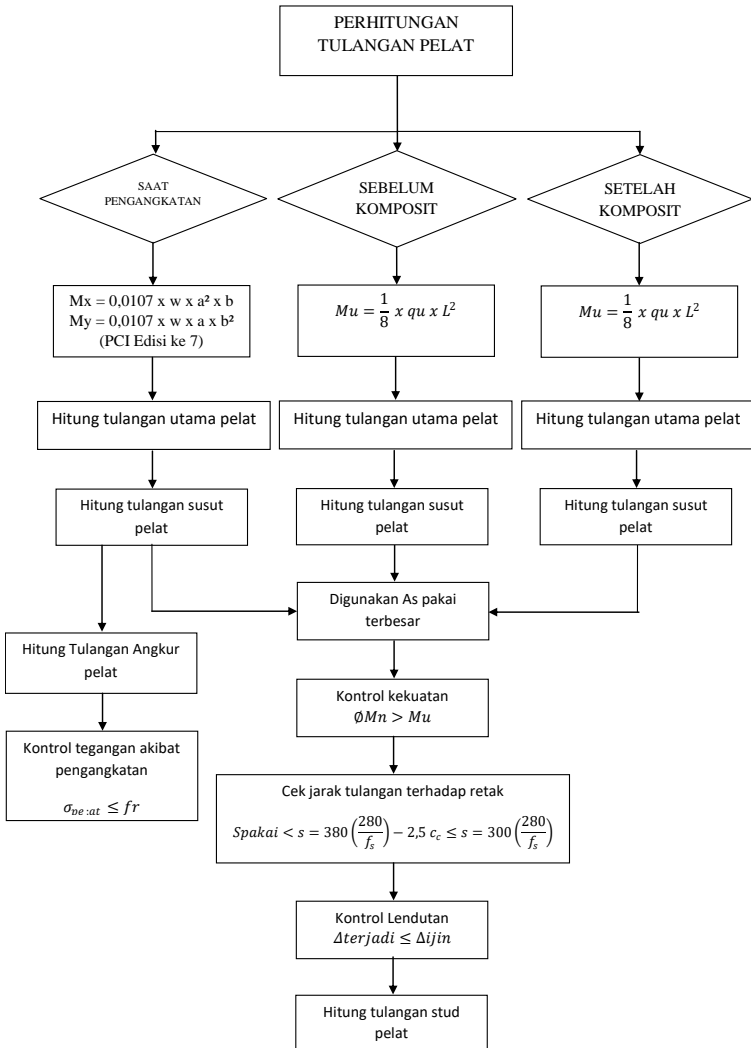 PERHITUNGAN
TULANGAN PELAT
SAAT
PENGANGKATAN
SEBELUM
KOMPOSIT
SETELAH
KOMPOSIT
Mx = 0,0107 x w x a² x b
My = 0,0107 x w x a x b²
(PCI Edisi ke 7)
Mu = 1/8 x qu x L²
Mu = 1/8 x qu x L²
Hitung tulangan utama pelat
Hitung tulangan utama pelat
Hitung tulangan utama pelat
Hitung tulangan susut
pelat
Hitung tulangan susut
pelat
Hitung tulangan susut
pelat
Digunakan As pakai
terbesar
Hitung Tulangan Angkur
pelat
Kontrol kekuatan
∅Mn > Mu
Kontrol tegangan akibat
pengangkatan
σ ≤ fr
Cek jarak tulangan terhadap retak
Spakai < s = 380 (280/fs) − 2,5 cc ≤ s = 300 (280/fs)
Kontrol Lendutan
Δterjadi ≤ Δijin
Hitung tulangan stud
pelat